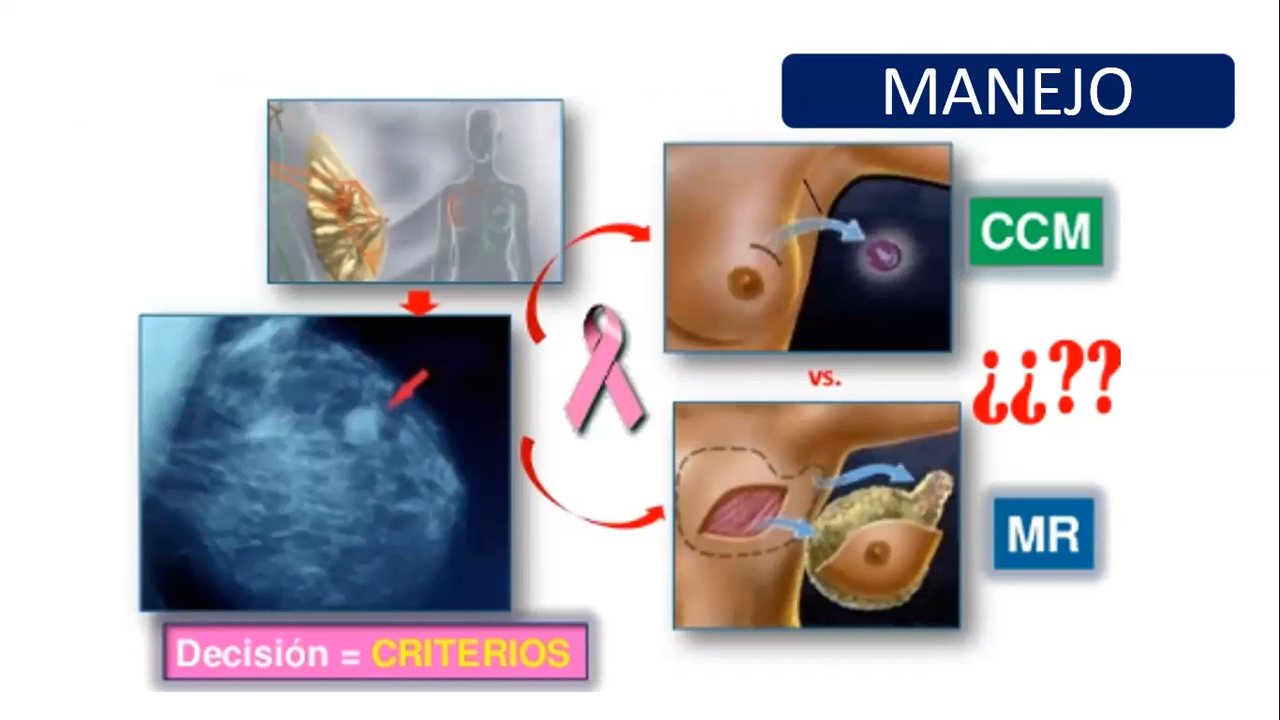 MANEJO
CCM
vs.
¿¿??
MR
Decisión = CRITERIOS